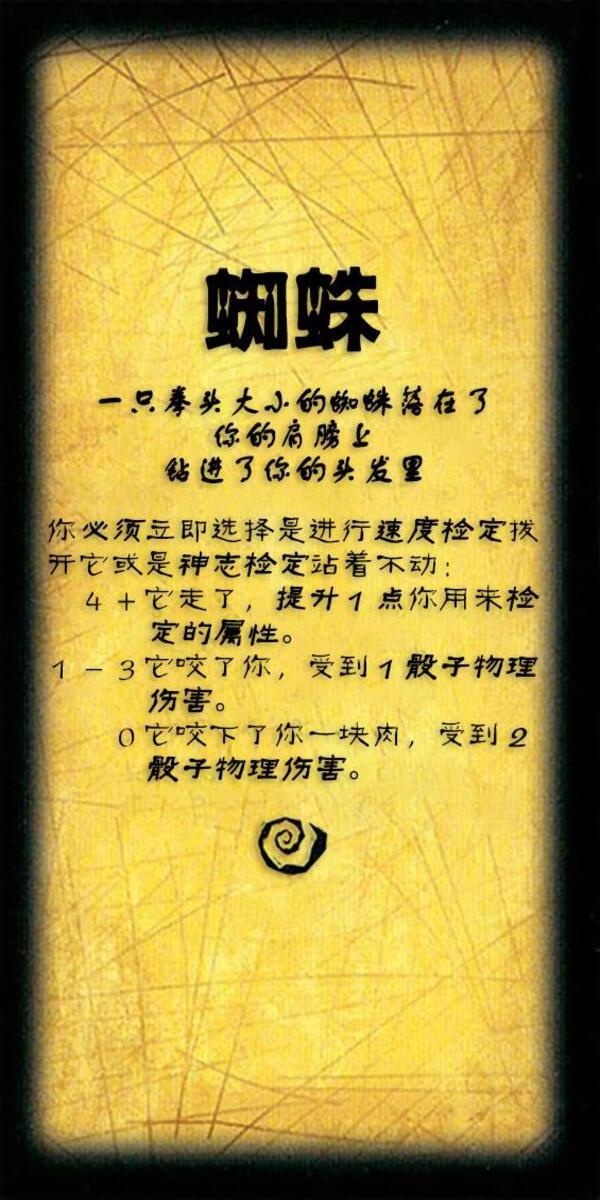 蜘蛛
一只拳头大小的蜘蛛落在了
你的肩膀上
钻进了你的头发里
你必须立即选择是进行速度检定拨
开它或是神志检定站着不动：
4 + 它走了，提升 1 点你用来检
定的属性。
1 - 3 它咬了你，受到 1 骰子物理
伤害。
0 它咬下了你一块肉，受到 2
骰子物理伤害。